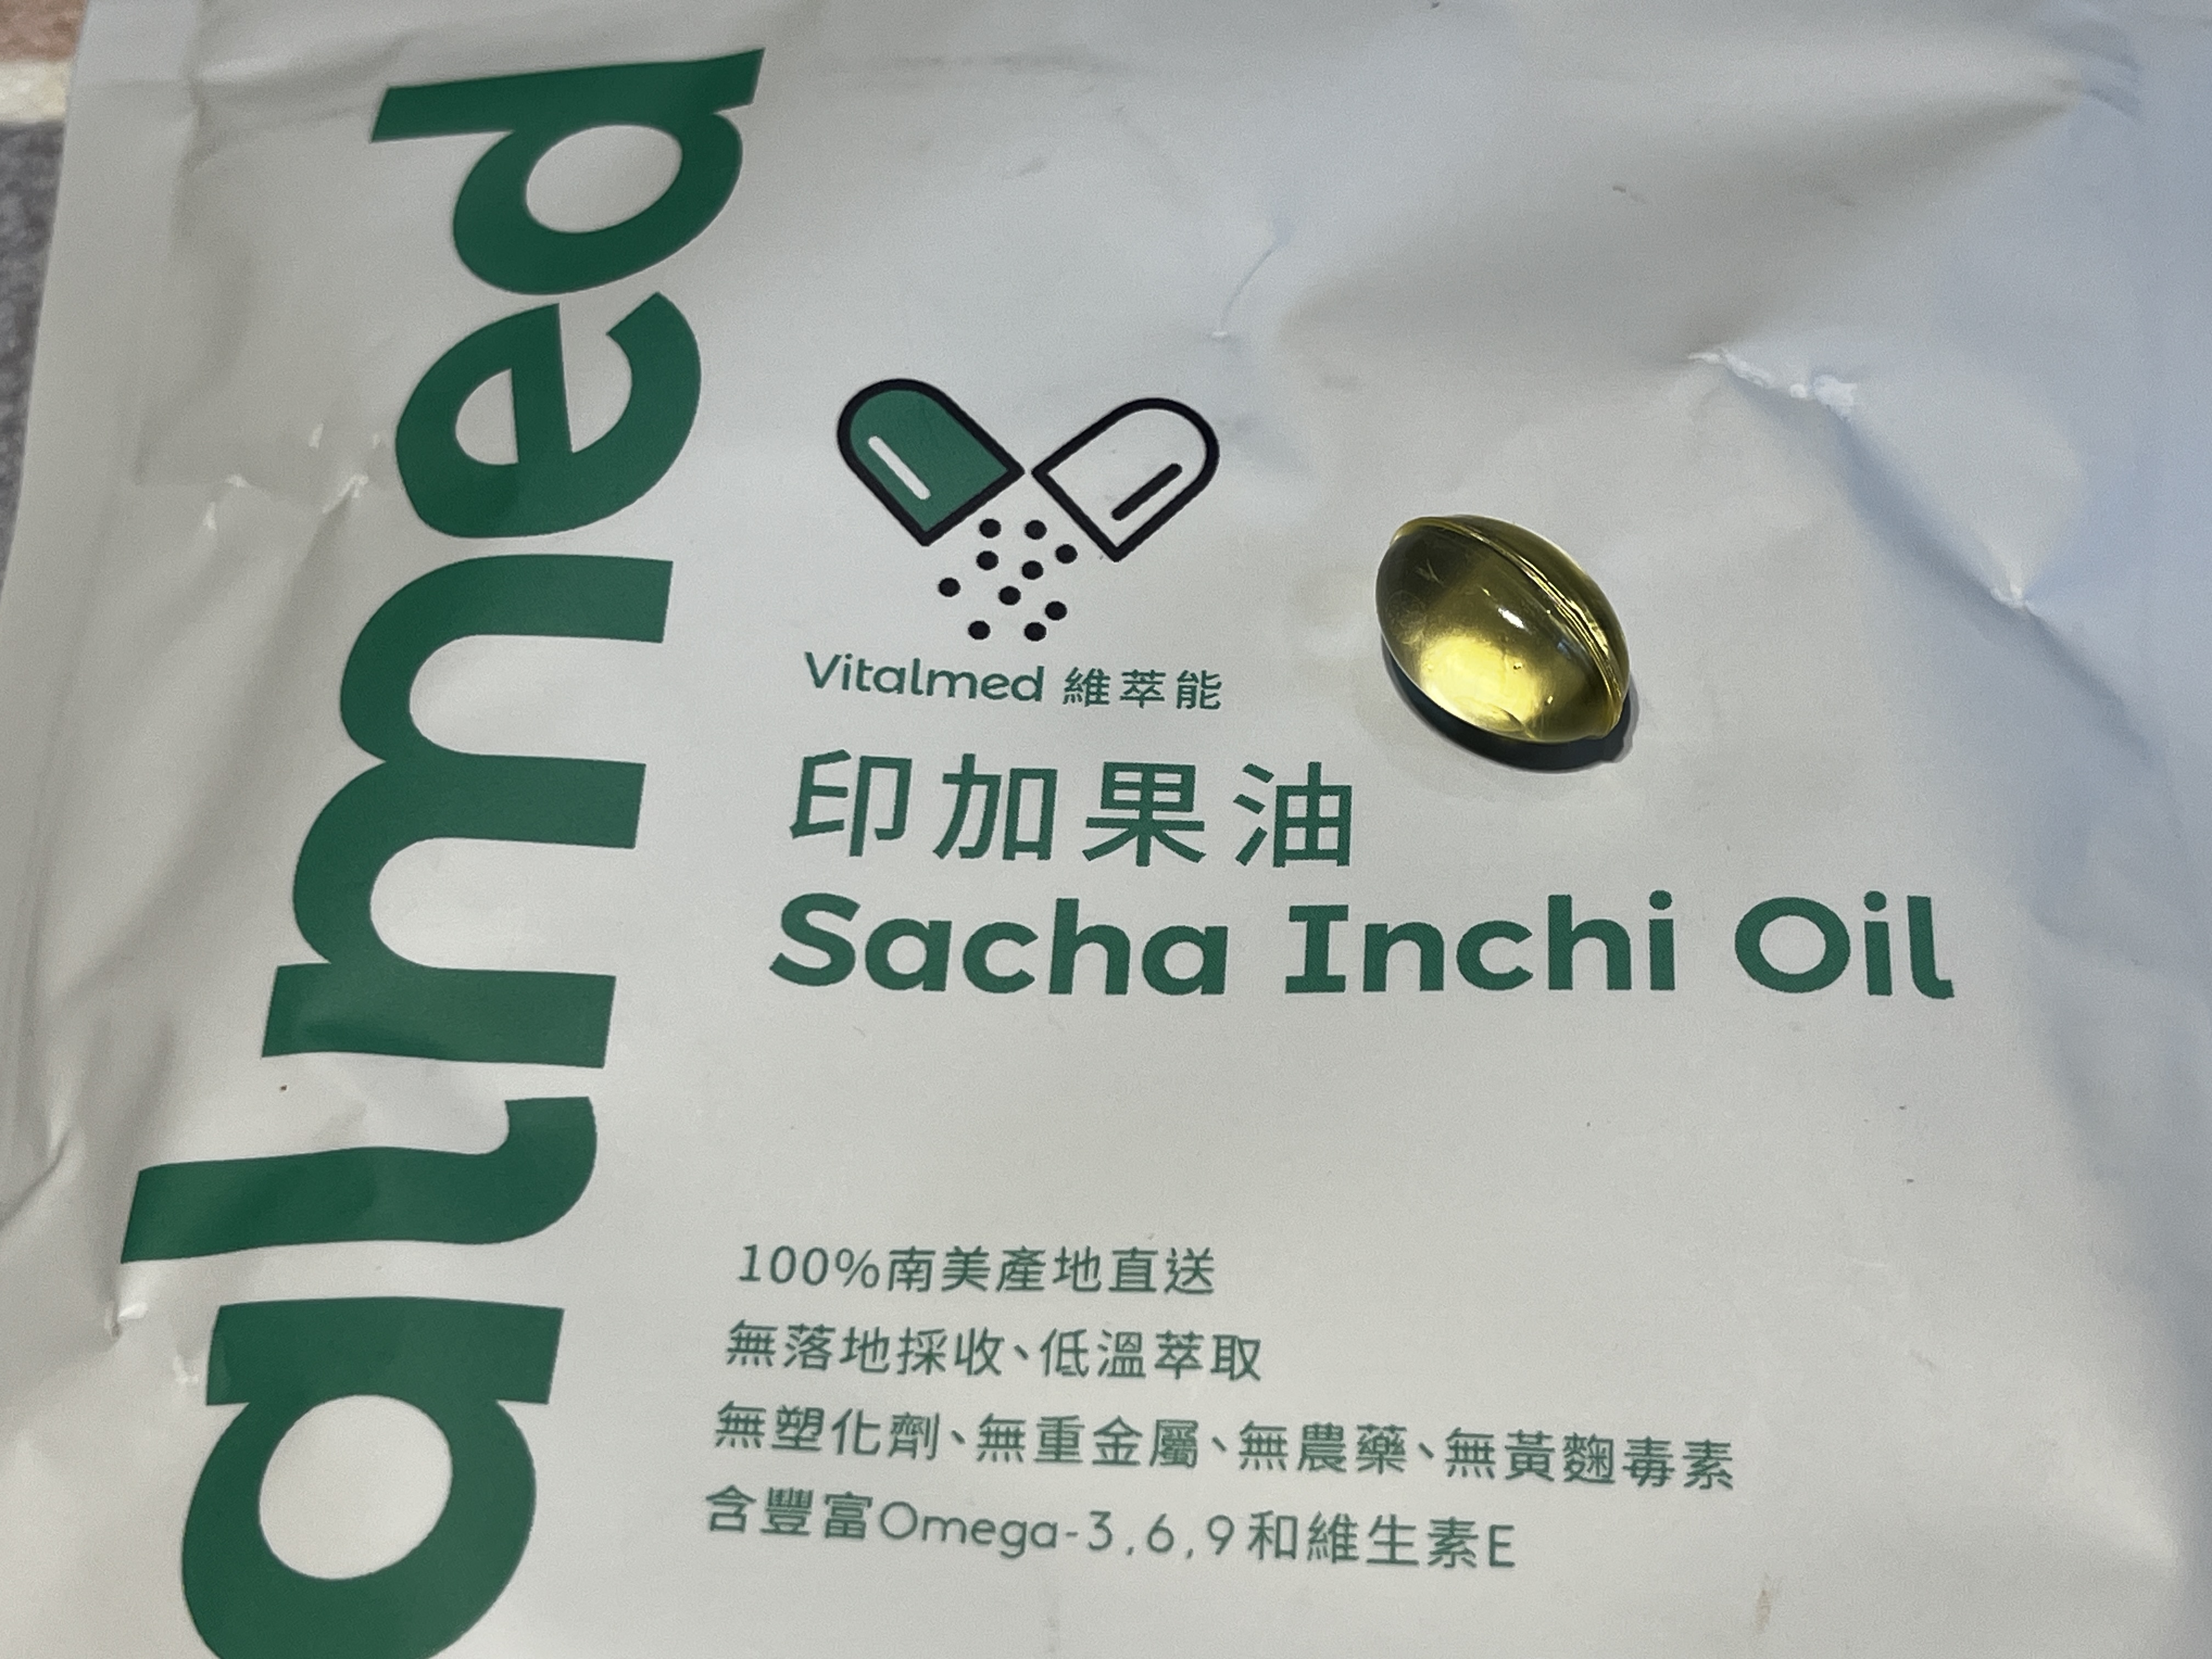 alмed
Vitalmed 維萃能
印加果油
Sacha Inchi Oil
100%南美產地直送
無落地採收、低溫萃取
無塑化劑、無重金屬、無農藥、無黃麴毒素
含豐富Omega-3,6,9和維生素E